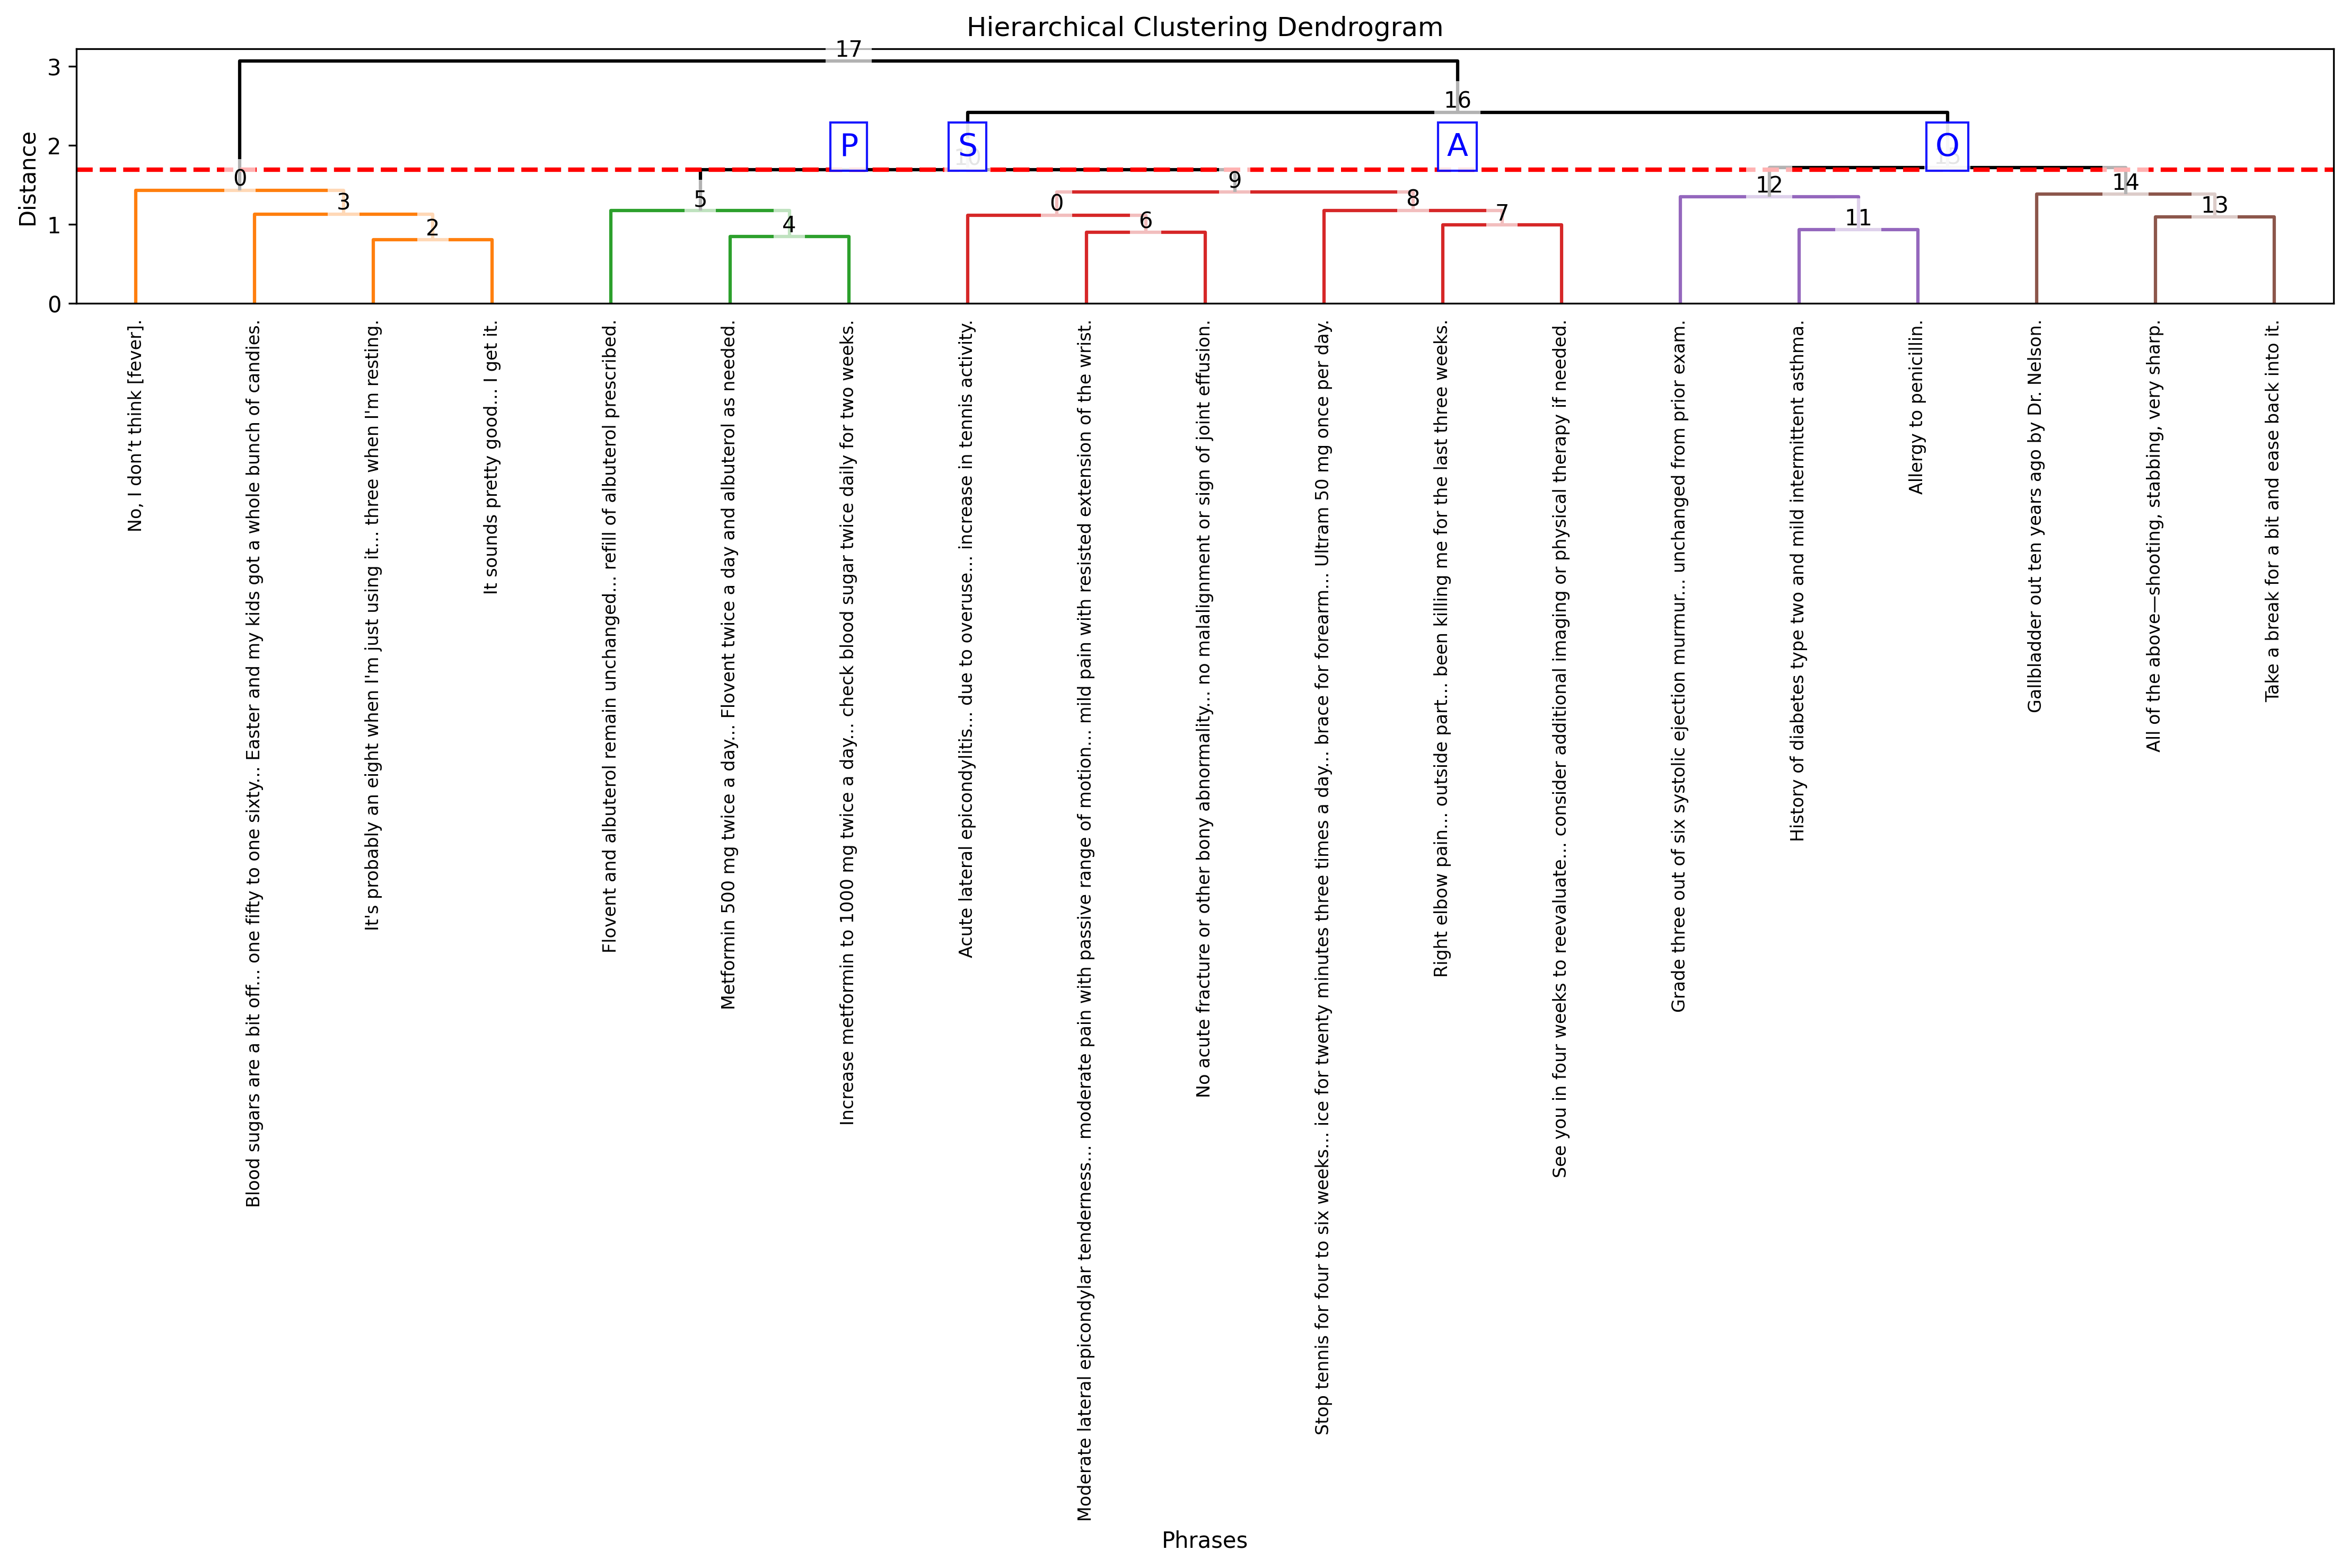 Hierarchical Clustering Dendrogram
Distance
3
2
1
0
17
16
P
S
A
O
0
3
2
5
4
9
0
6
8
7
12
11
14
13
No, I don’t think [fever].
Blood sugars are a bit off... one fifty to one sixty... Easter and my kids got a whole bunch of candies.
It's probably an eight when I'm just using it... three when I'm resting.
It sounds pretty good... I get it.
Flovent and albuterol remain unchanged... refill of albuterol prescribed.
Metformin 500 mg twice a day... Flovent twice a day and albuterol as needed.
Increase metformin to 1000 mg twice a day... check blood sugar twice daily for two weeks.
Acute lateral epicondylitis... due to overuse... increase in tennis activity.
Moderate lateral epicondylar tenderness... moderate pain with passive range of motion... mild pain with resisted extension of the wrist.
No acute fracture or other bony abnormality... no malalignment or sign of joint effusion.
Stop tennis for four to six weeks... ice for twenty minutes three times a day... brace for forearm... Ultram 50 mg once per day.
Right elbow pain... outside part... been killing me for the last three weeks.
See you in four weeks to reevaluate... consider additional imaging or physical therapy if needed.
Grade three out of six systolic ejection murmur... unchanged from prior exam.
History of diabetes type two and mild intermittent asthma.
Allergy to penicillin.
Gallbladder out ten years ago by Dr. Nelson.
All of the above—shooting, stabbing, very sharp.
Take a break for a bit and ease back into it.
Phrases